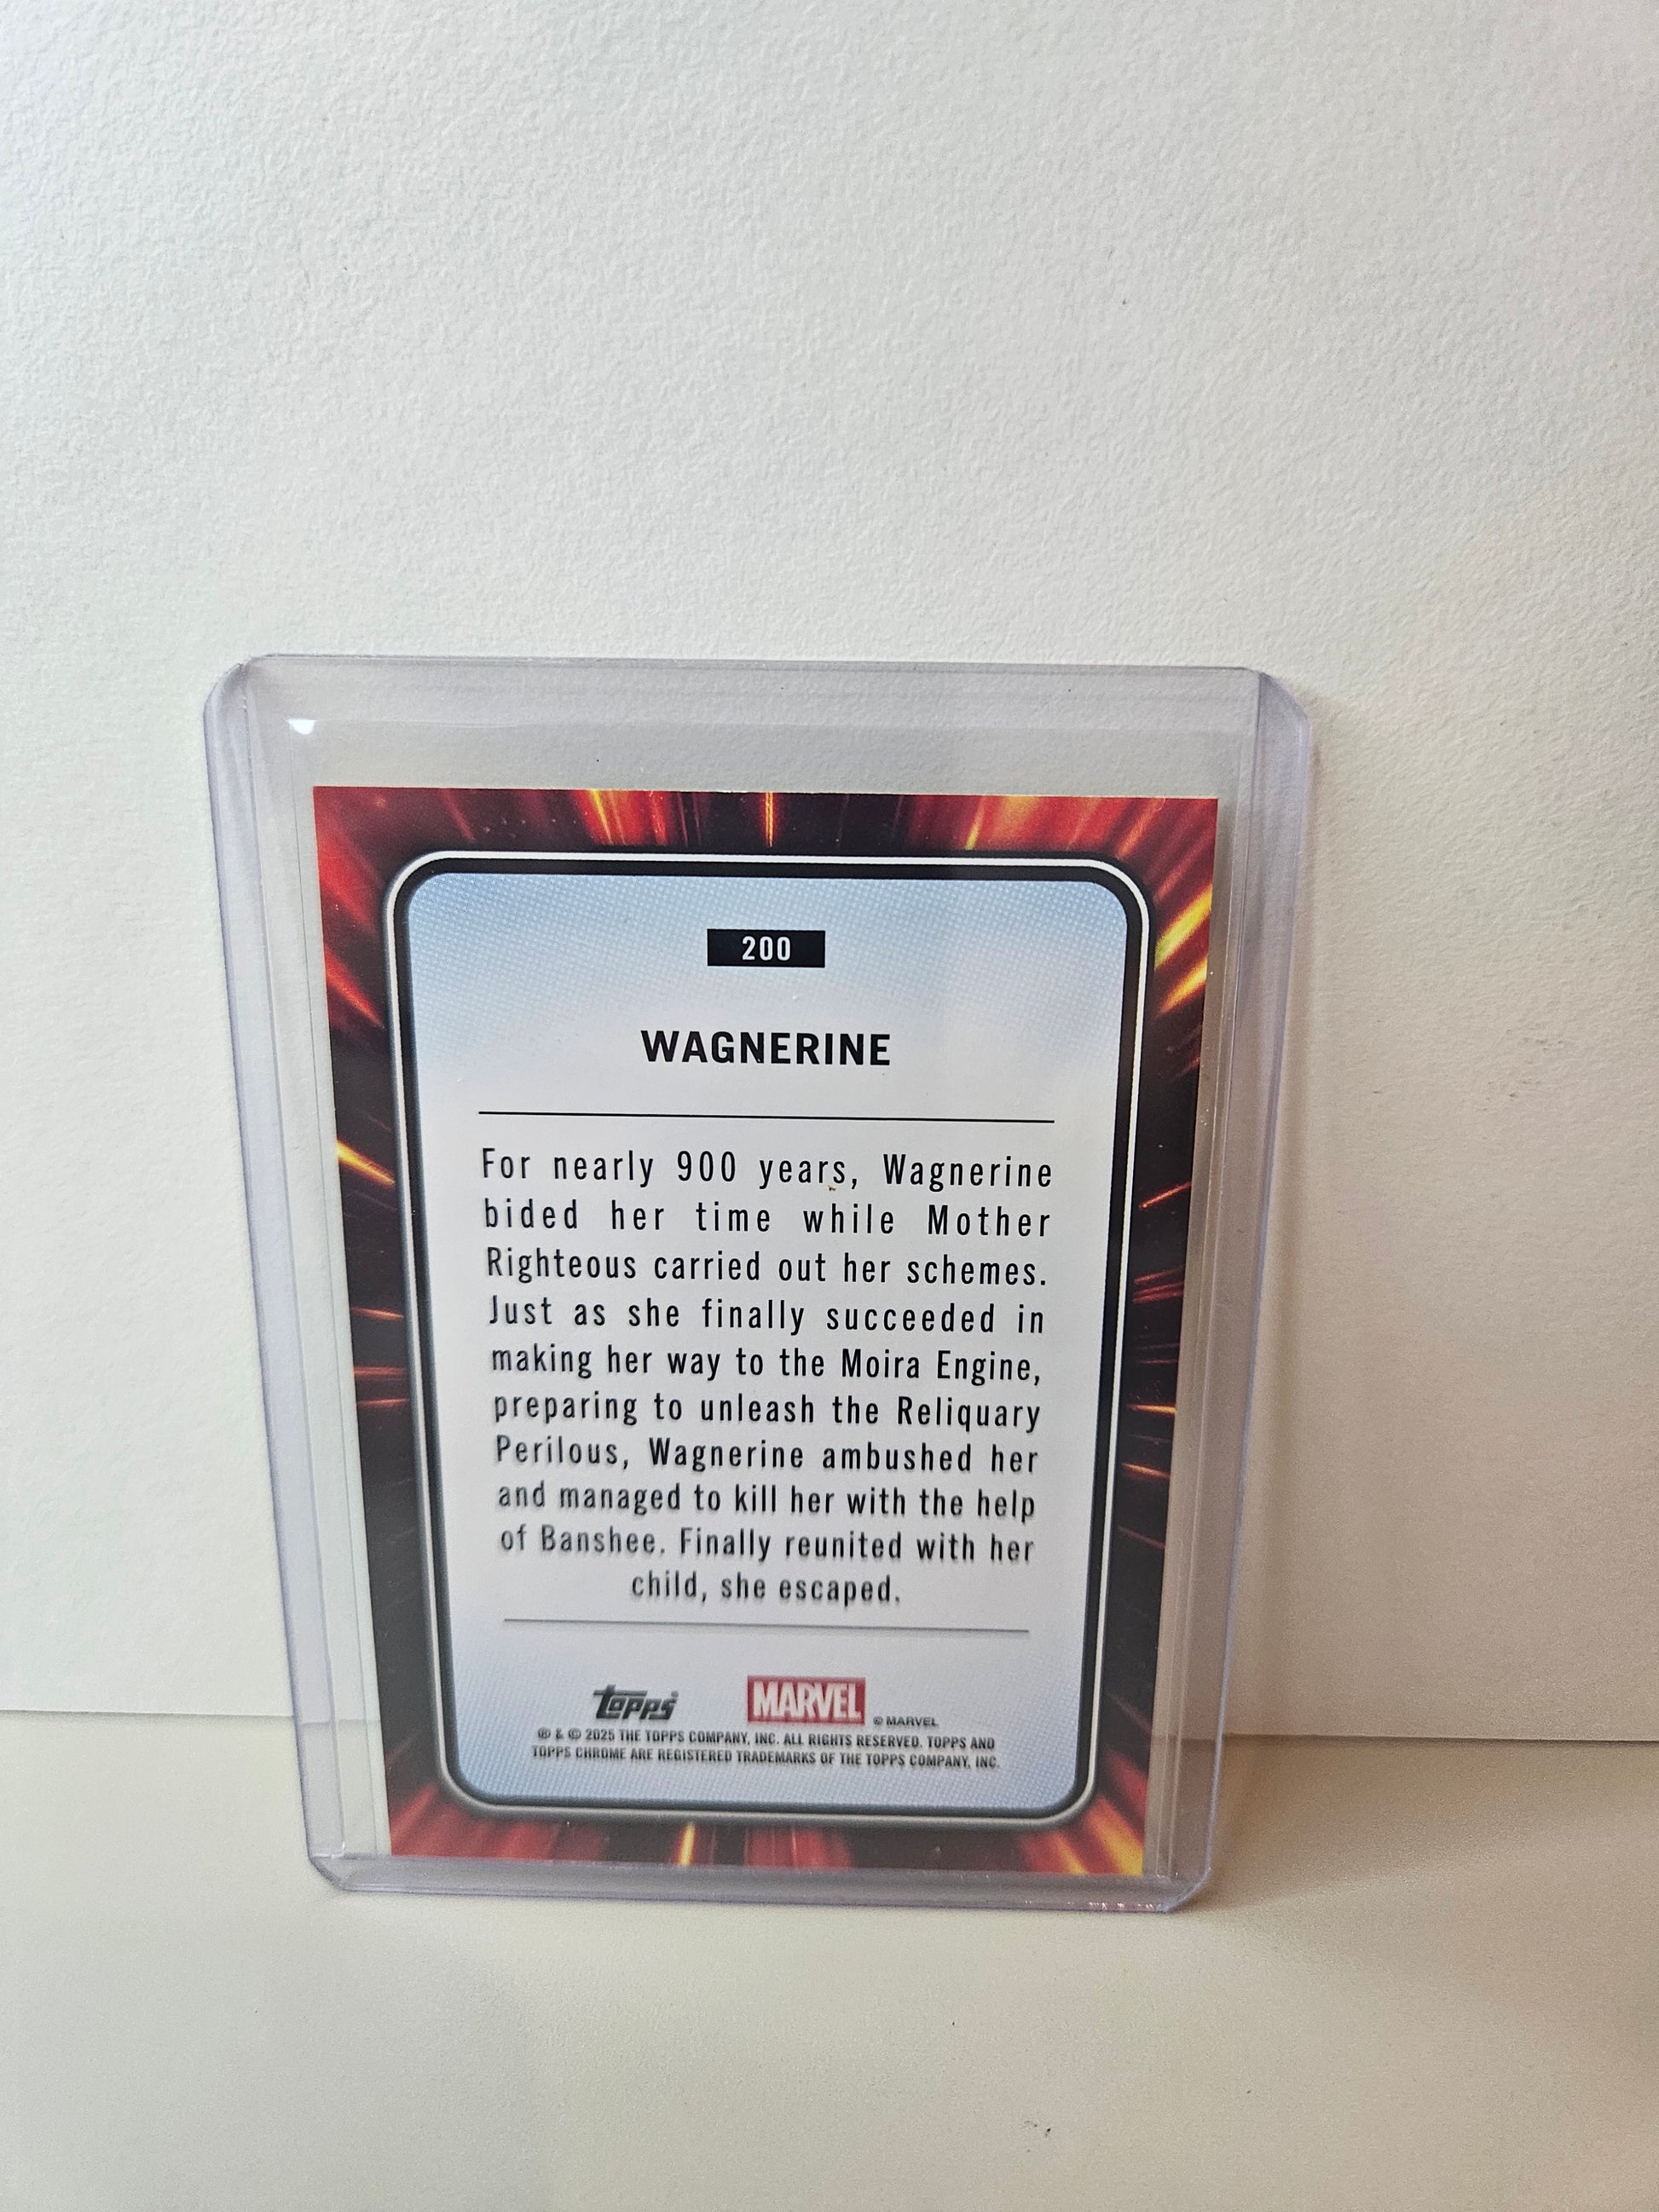 200
WAGNERINE
For nearly 900 years, Wagnerine
bided her time while Mother
Righteous carried out her schemes.
Just as she finally succeeded in
making her way to the Moira Engine,
preparing to unleash the Reliquary
Perilous, Wagnerine ambushed her
and managed to kill her with the help
of Banshee. Finally reunited with her
child, she escaped.
topps® MARVEL © MARVEL
® & © 2025 THE TOPPS COMPANY, INC. ALL RIGHTS RESERVED. TOPPS AND
TOPPS CHROME ARE REGISTERED TRADEMARKS OF THE TOPPS COMPANY, INC.